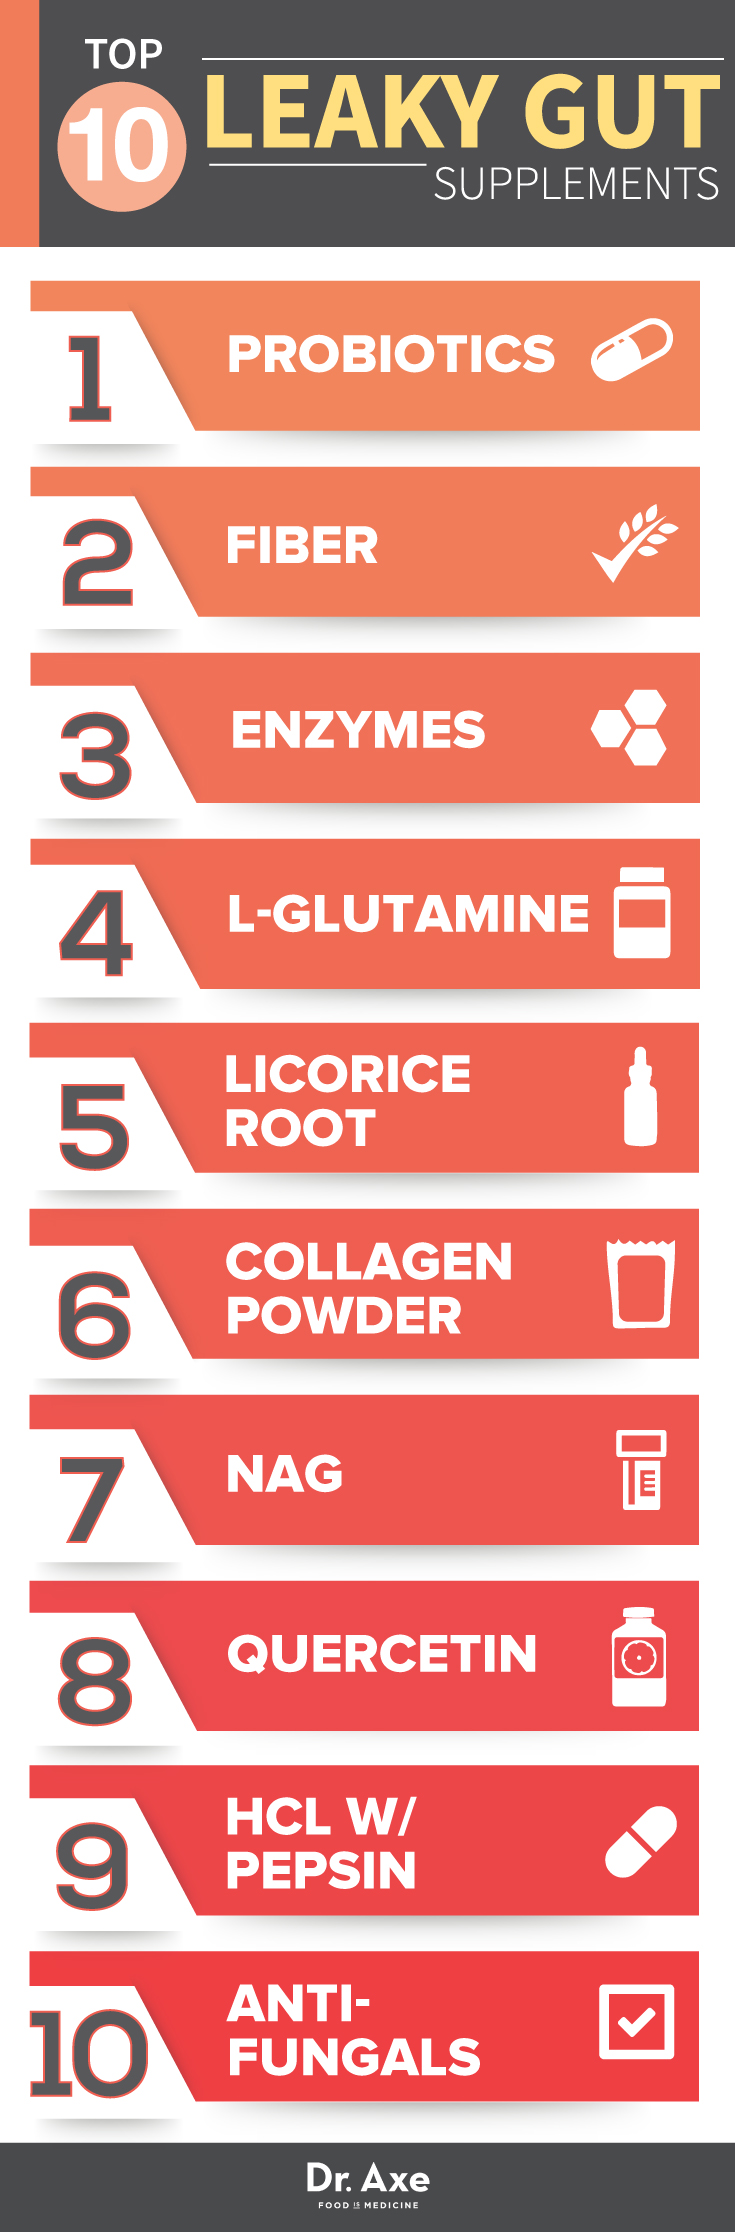 TOP
10
LEAKY GUT
SUPPLEMENTS
1
PROBIOTICS
2
FIBER
3
ENZYMES
4
L-GLUTAMINE
5
LICORICE
ROOT
6
COLLAGEN
POWDER
7
NAG
E
8
QUERCETIN
9
HCL W/
PEPSIN
10
ANTI-
FUNGALS
Dr. Axe
FOOD IS MEDICINE